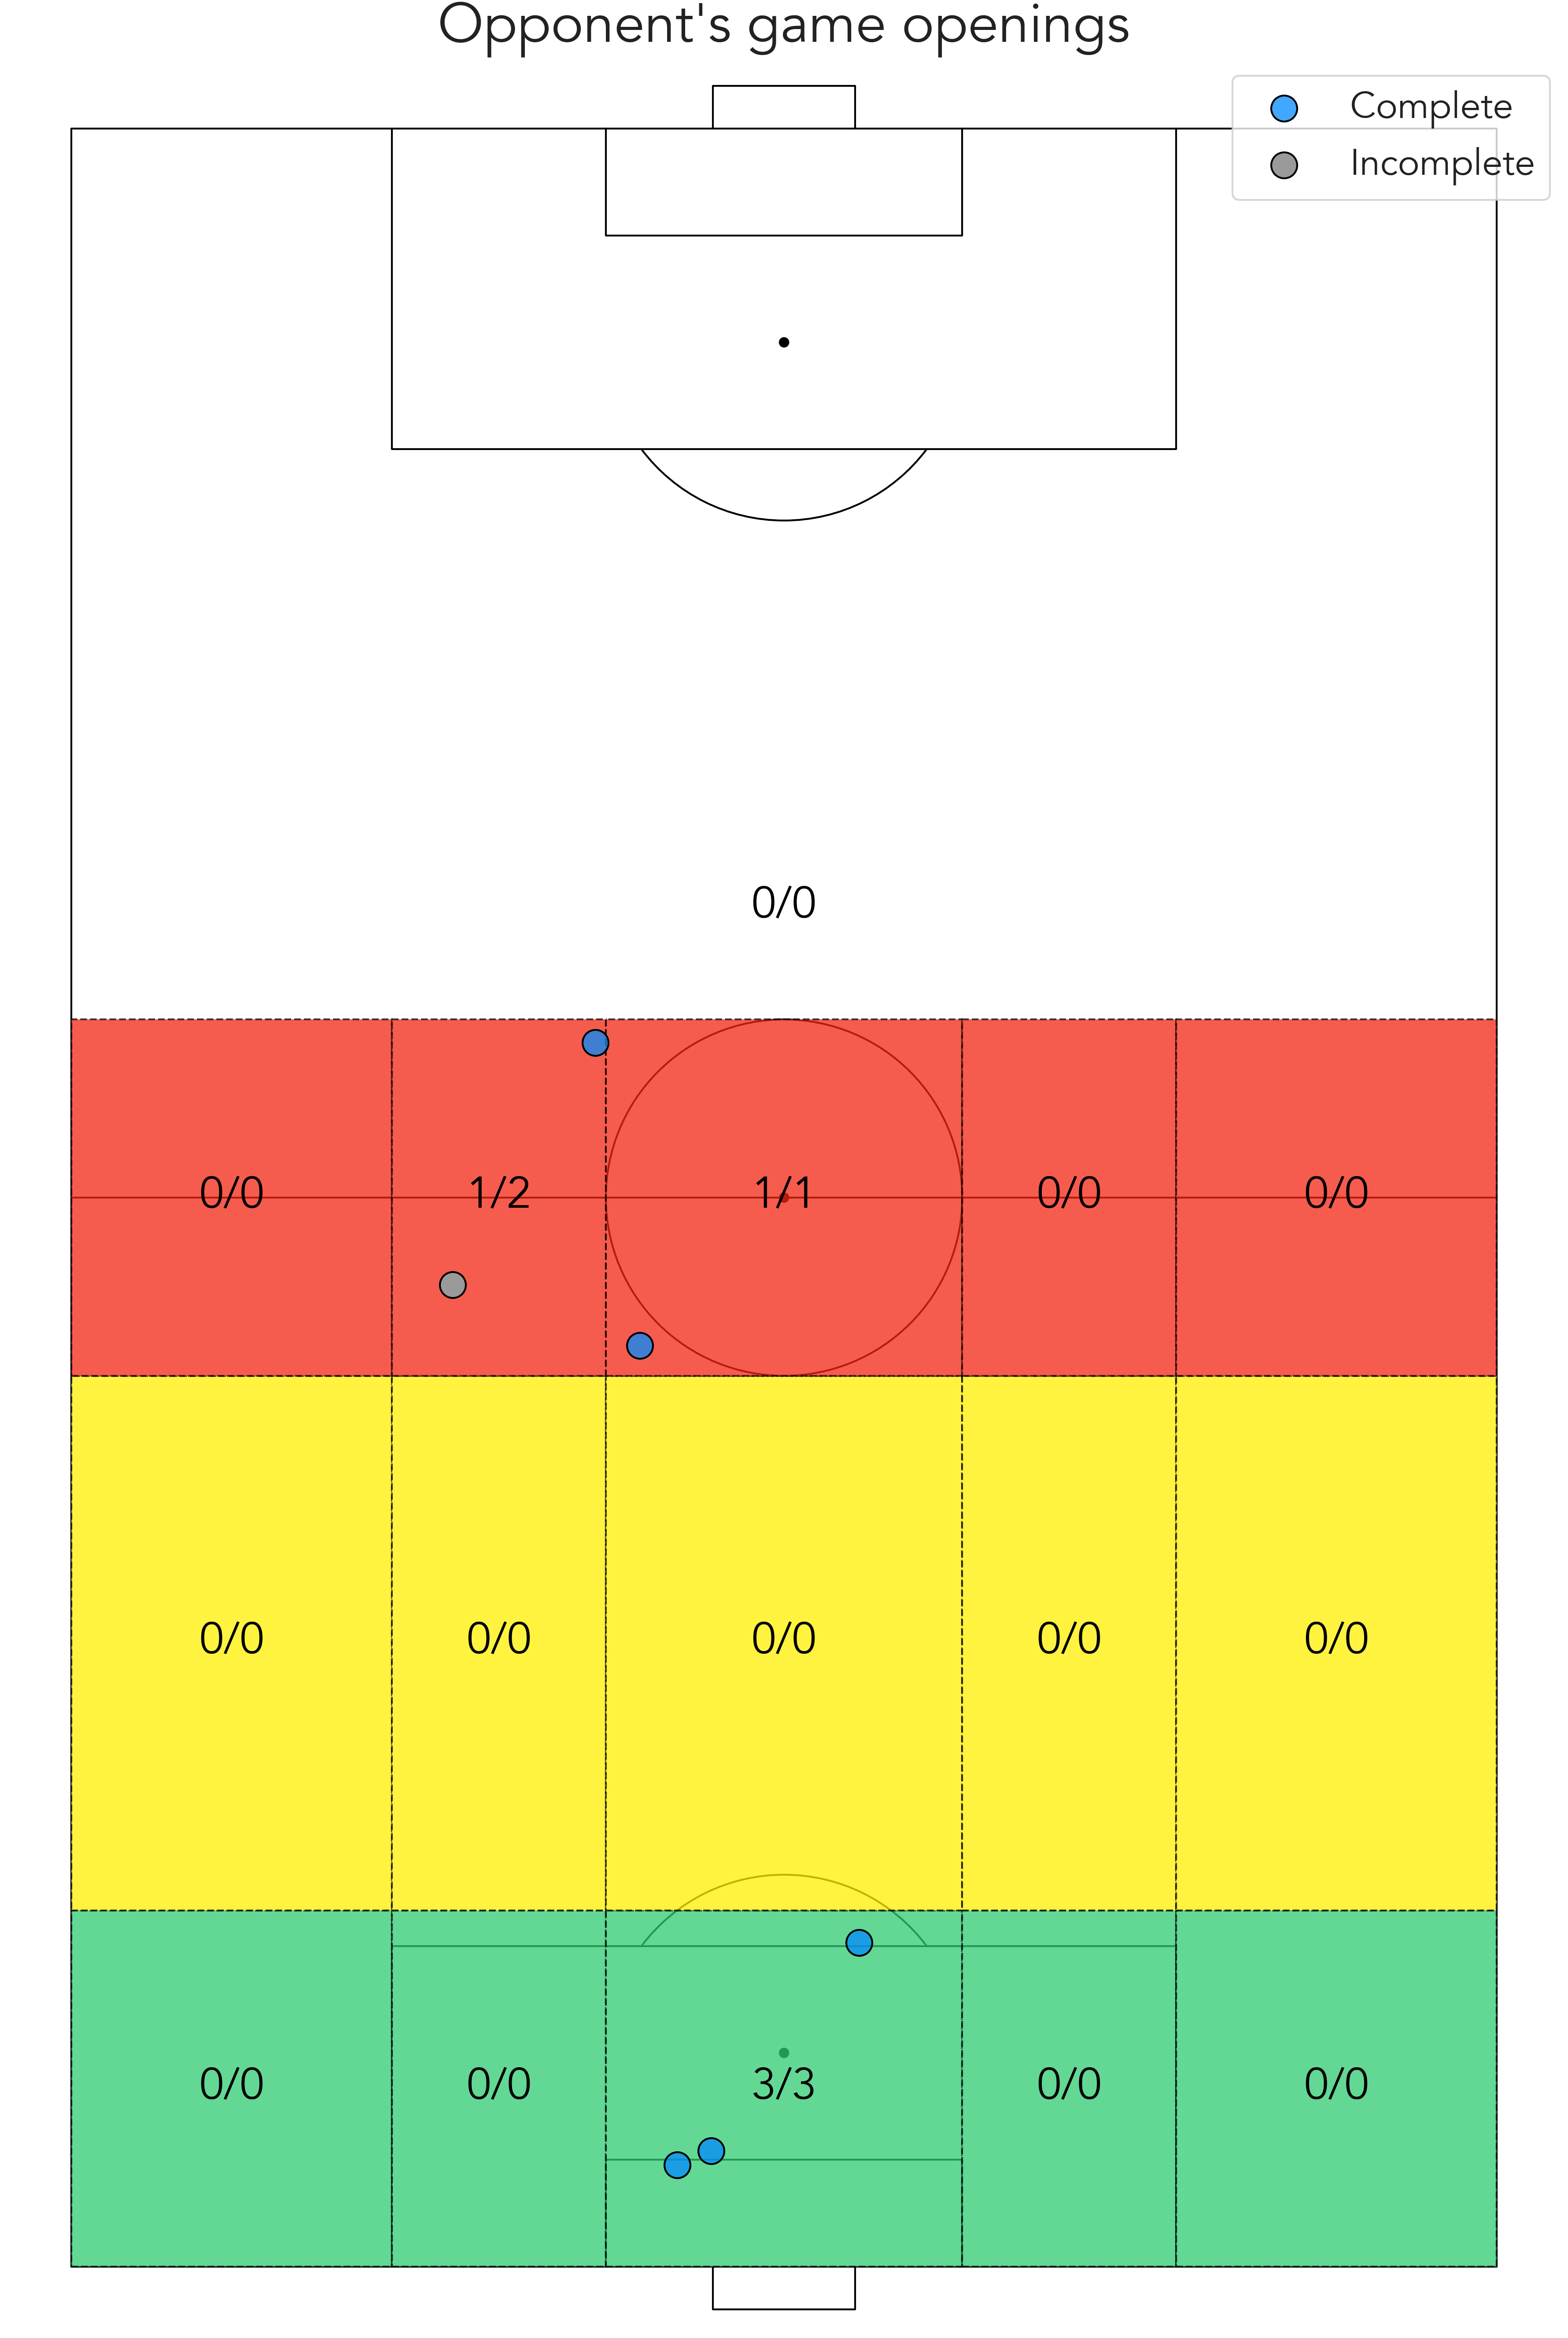 Opponent's game openings
Complete
Incomplete
0/0
0/0 1/2 1/1 0/0 0/0
0/0 0/0 0/0 0/0 0/0
0/0 0/0 3/3 0/0 0/0